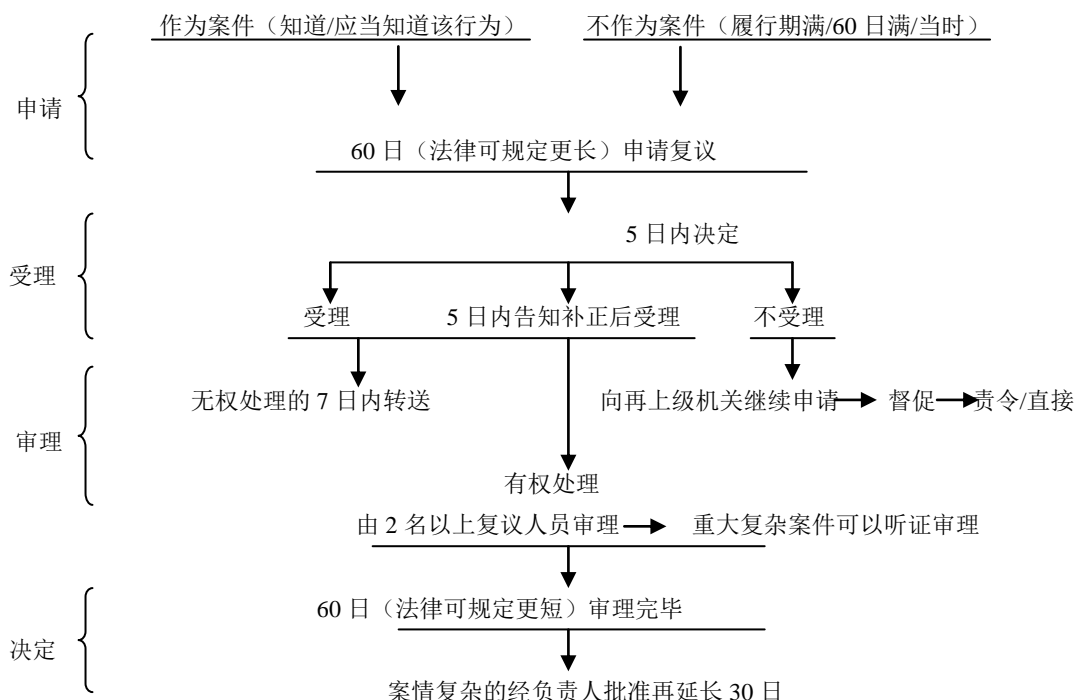 作为案件（知道/应当知道该行为） 不作为案件（履行期满/60 日满/当时）
申请
60 日（法律可规定更长）申请复议
5 日内决定
受理
受理 5 日内告知补正后受理 不受理
无权处理的 7 日内转送 向再上级机关继续申请 督促 责令/直接
审理
有权处理
由 2 名以上复议人员审理 重大复杂案件可以听证审理
60 日（法律可规定更短）审理完毕
决定
案情复杂的经负责人批准再延长 30 日